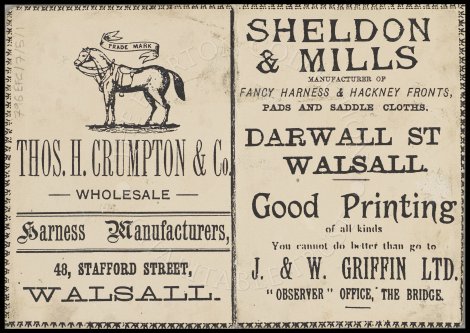 TRADE MARK
THOS. H. CRUMPTON & Co.
WHOLESALE
Harness Manufacturers,
48, STAFFORD STREET,
WALSALL.
SHELDON
& MILLS
MANUFACTURER OF
FANCY HARNESS & HACKNEY FRONTS,
PADS AND SADDLE CLOTHS.
DARWALL ST
WALSALL.
Good Printing
of all kinds
You cannot do better than go to
J. & W. GRIFFIN LTD.
"OBSERVER" OFFICE, THE BRIDGE.